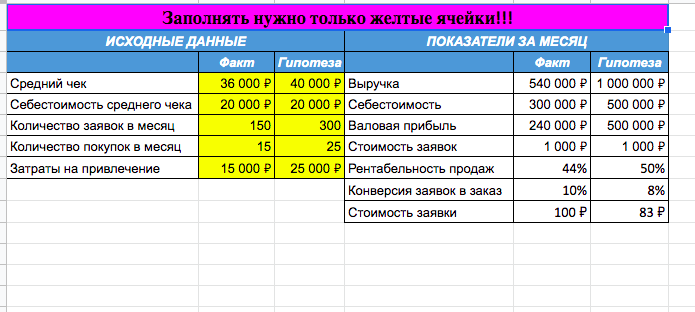 Заполнять нужно только желтые ячейки!!!
ИСХОДНЫЕ ДАННЫЕ ПОКАЗАТЕЛИ ЗА МЕСЯЦ
Факт Гипотеза Факт Гипотеза
Средний чек 36 000 ₽ 40 000 ₽ Выручка 540 000 ₽ 1 000 000 ₽
Себестоимость среднего чека 20 000 ₽ 20 000 ₽ Себестоимость 300 000 ₽ 500 000 ₽
Количество заявок в месяц 150 300 Валовая прибыль 240 000 ₽ 500 000 ₽
Количество покупок в месяц 15 25 Стоимость заявок 1 000 ₽ 1 000 ₽
Затраты на привлечение 15 000 ₽ 25 000 ₽ Рентабельность продаж 44% 50%
Конверсия заявок в заказ 10% 8%
Стоимость заявки 100 ₽ 83 ₽